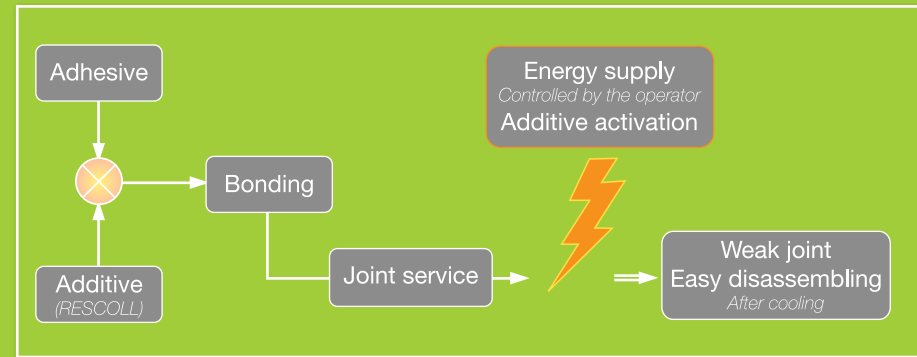 Adhesive
Energy supply
Controlled by the operator
Additive activation
Bonding
Additive
(RESCOLL)
Joint service
Weak joint
Easy disassembling
After cooling